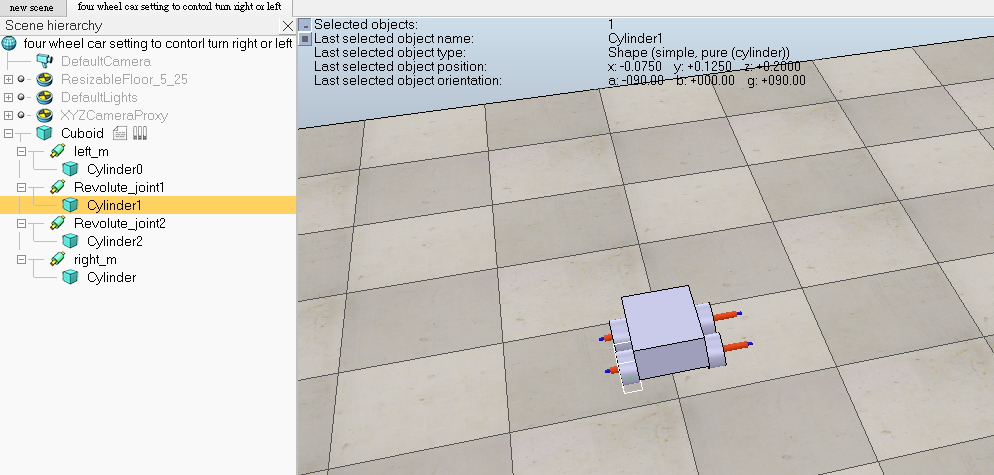 new scene four wheel car setting to contorl turn right or left
Scene hierarchy
four wheel car setting to contorl turn right or left
DefaultCamera
ResizableFloor_5_25
DefaultLights
XYZCameraProxy
Cuboid
left_m
Cylinder0
Revolute_joint1
Cylinder1
Revolute_joint2
Cylinder2
right_m
Cylinder
Selected objects: 1
Last selected object name: Cylinder1
Last selected object type: Shape (simple, pure (cylinder))
Last selected object position: x: -0.0750 y: +0.1250 z: +0.2000
Last selected object orientation: a: -090.00 b: +000.00 g: +090.00